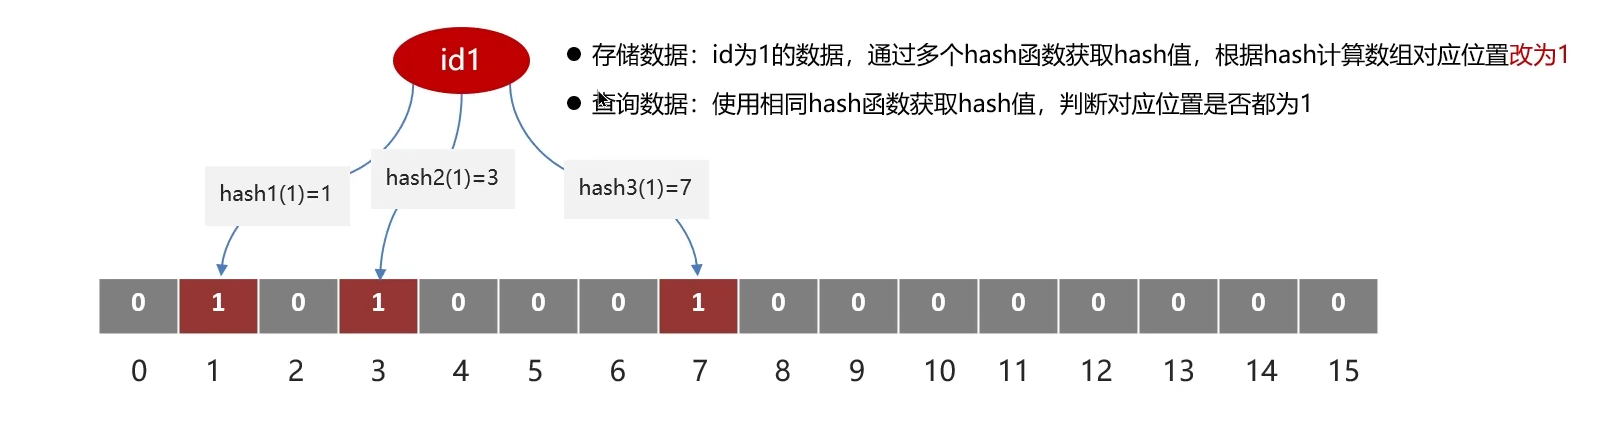 id1
存储数据：id为1的数据，通过多个hash函数获取hash值，根据hash计算数组对应位置改为1
查询数据：使用相同hash函数获取hash值，判断对应位置是否都为1
hash1(1)=1
hash2(1)=3
hash3(1)=7
0 1 0 1 0 0 0 1 0 0 0 0 0 0 0 0
0 1 2 3 4 5 6 7 8 9 10 11 12 13 14 15